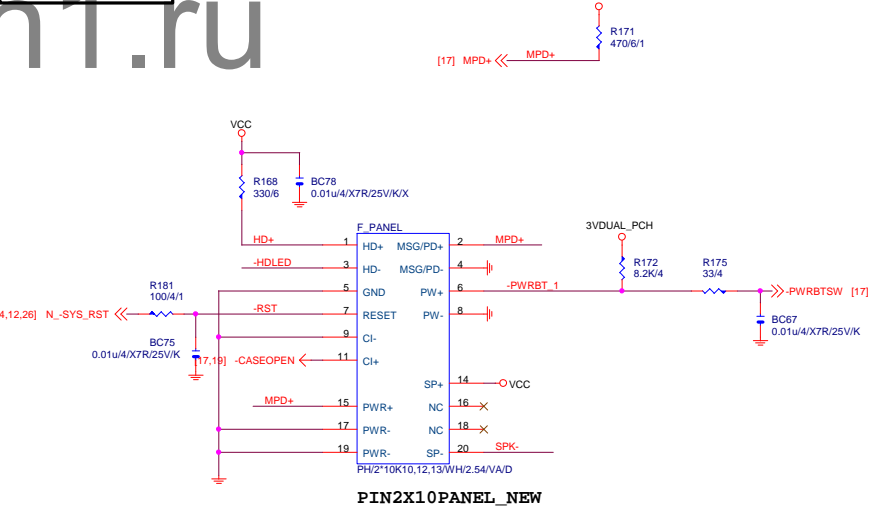 n1.ru
R171
470/6/1
[17] MPD+ MPD+
VCC
R168
330/6
BC78
0.01u/4/X7R/25V/K/X
F_PANEL
3VDUAL_PCH
HD+ 1 HD+ MSG/PD+ 2 MPD+
-HDLED 3 HD- MSG/PD- 4
R172
8.2K/4
R175
33/4
R181
100/4/1
5 GND PW+ 6 -PWRBT_1 -PWRBTSW [17]
4,12,26] N_-SYS_RST -RST 7 RESET PW- 8
BC67
0.01u/4/X7R/25V/K
9 CI-
BC75
0.01u/4/X7R/25V/K
[17,19] -CASEOPEN 11 CI+
SP+ 14 VCC
MPD+ 15 PWR+ NC 16
17 PWR- NC 18
19 PWR- SP- 20 SPK-
PH/2*10K10,12,13/WH/2.54/VA/D
PIN2X10PANEL_NEW